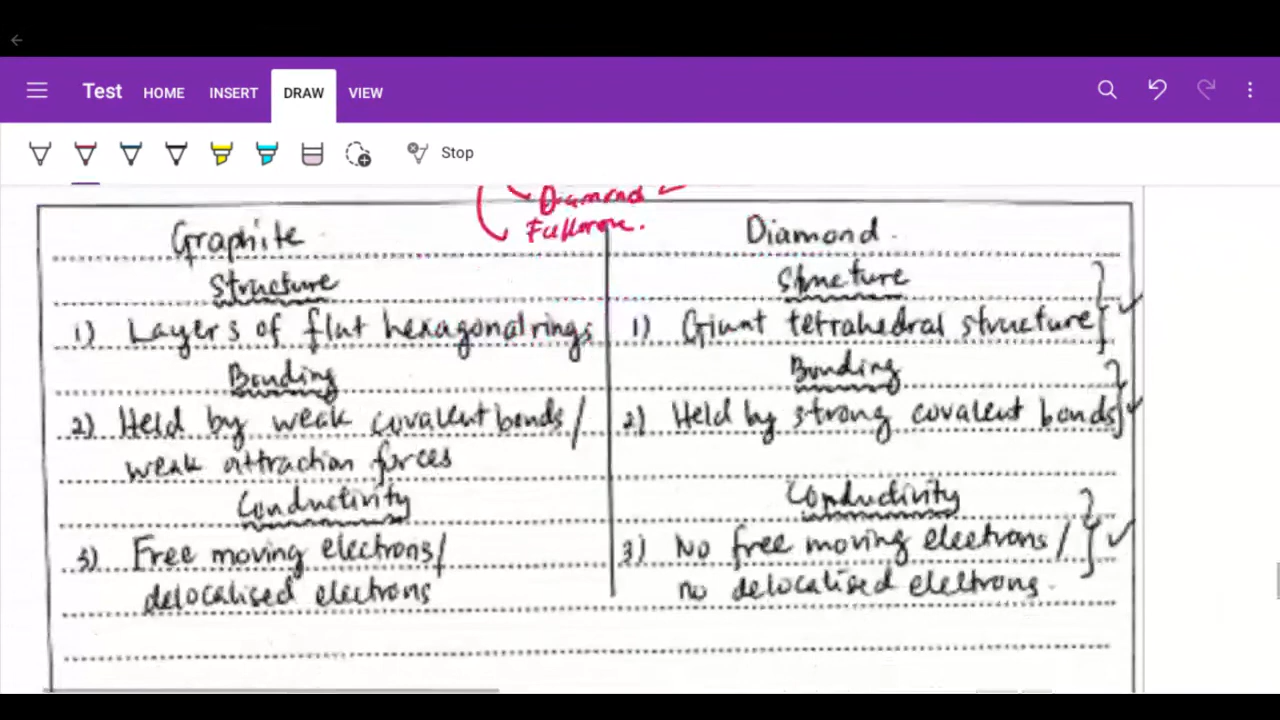 Test HOME INSERT DRAW VIEW
Stop
Diamond
Graphite
Diamond
Structure
Structure
1) Layers of flat hexagonal rings
1) Giant tetrahedral structure
Bonding
Bonding
2) Held by weak covalent bonds /
weak attraction forces
2) Held by strong covalent bonds
Conductivity
Conductivity
3) Free moving electrons/
delocalised electrons
3) No free moving electrons /
no delocalised electrons.